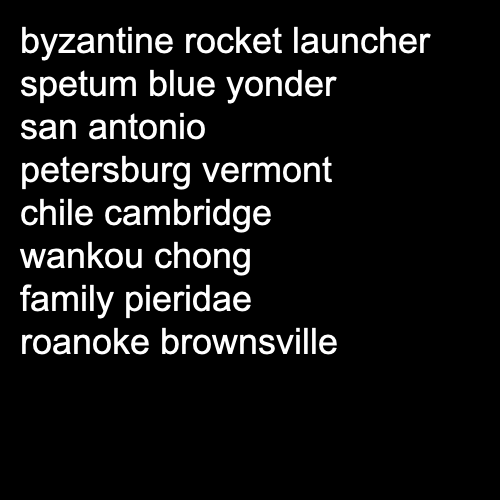 byzantine rocket launcher
spetum blue yonder
san antonio
petersburg vermont
chile cambridge
wankou chong
family pieridae
roanoke brownsville